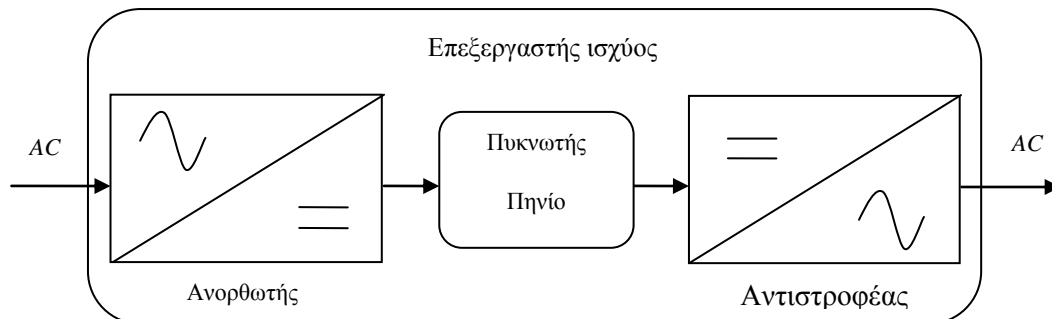 Επεξεργαστής ισχύος
AC
Πυκνωτής
Πηνίο
AC
Ανορθωτής
Αντιστροφέας